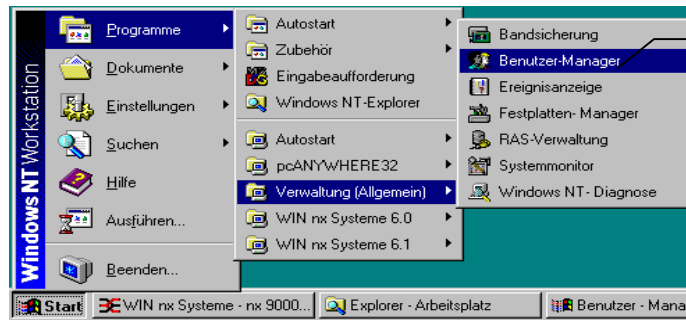 Windows NT Workstation
Programme
Dokumente
Einstellungen
Suchen
Hilfe
Ausführen...
Beenden...
Autostart
Zubehör
Eingabeaufforderung
Windows NT-Explorer
Autostart
pcANYWHERE32
Verwaltung (Allgemein)
WIN nx Systeme 6.0
WIN nx Systeme 6.1
Bandsicherung
Benutzer-Manager
Ereignisanzeige
Festplatten- Manager
RAS-Verwaltung
Systemmonitor
Windows NT- Diagnose
Start
WIN nx Systeme - nx 9000...
Explorer - Arbeitsplatz
Benutzer - Mana